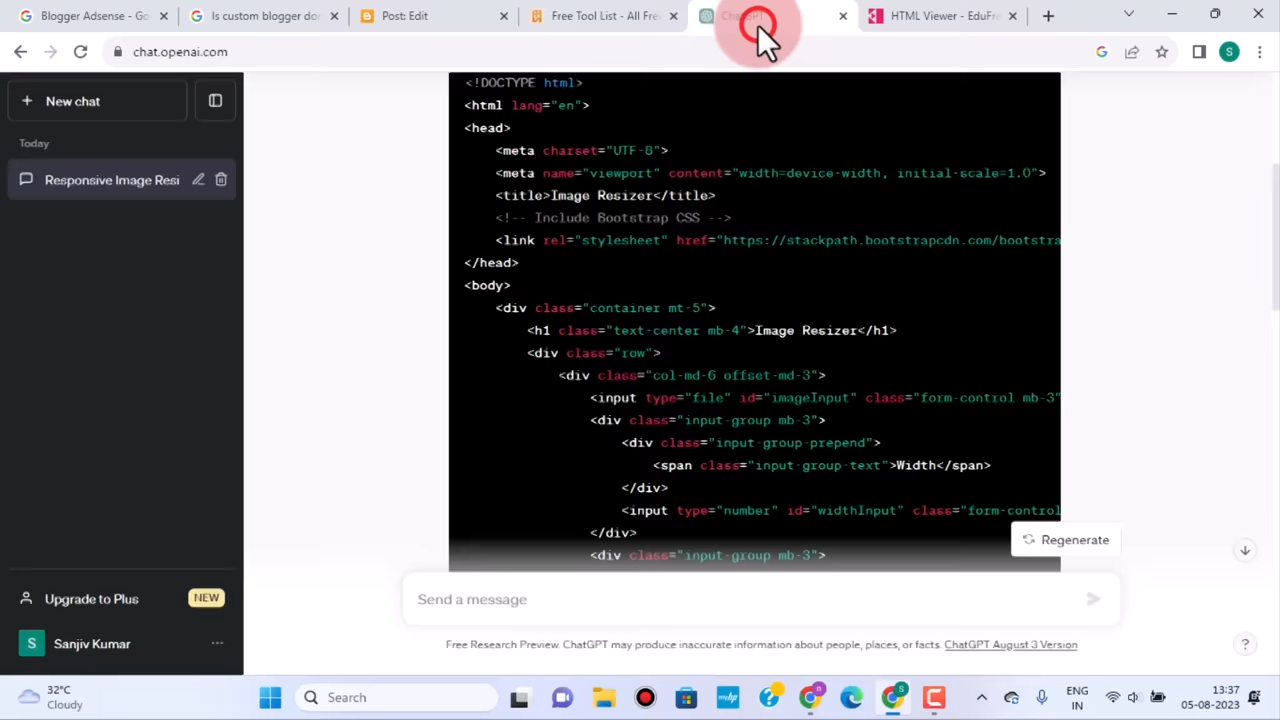 Blogger Adsense - Go
Is custom blogger do
Post: Edit
Free Tool List - All Fre
ChatGPT
HTML Viewer - EduFre
chat.openai.com
S
New chat
Today
Responsive Image Resi
<!DOCTYPE html>
<html lang="en">
<head>
<meta charset="UTF-8">
<meta name="viewport" content="width=device-width, initial-scale=1.0">
<title>Image Resizer</title>
<!-- Include Bootstrap CSS -->
<link rel="stylesheet" href="https://stackpath.bootstrapcdn.com/bootstra
</head>
<body>
<div class="container mt-5">
<h1 class="text-center mb-4">Image Resizer</h1>
<div class="row">
<div class="col-md-6 offset-md-3">
<input type="file" id="imageInput" class="form-control mb-3"
<div class="input-group mb-3">
<div class="input-group-prepend">
<span class="input-group-text">Width</span>
</div>
<input type="number" id="widthInput" class="form-control
</div>
<div class="input-group mb-3">
Regenerate
Send a message
Free Research Preview. ChatGPT may produce inaccurate information about people, places, or facts. ChatGPT August 3 Version
?
Upgrade to Plus
NEW
S
Sanjiv Kumar
32°C
Cloudy
Search
ENG
IN
13:37
05-08-2023